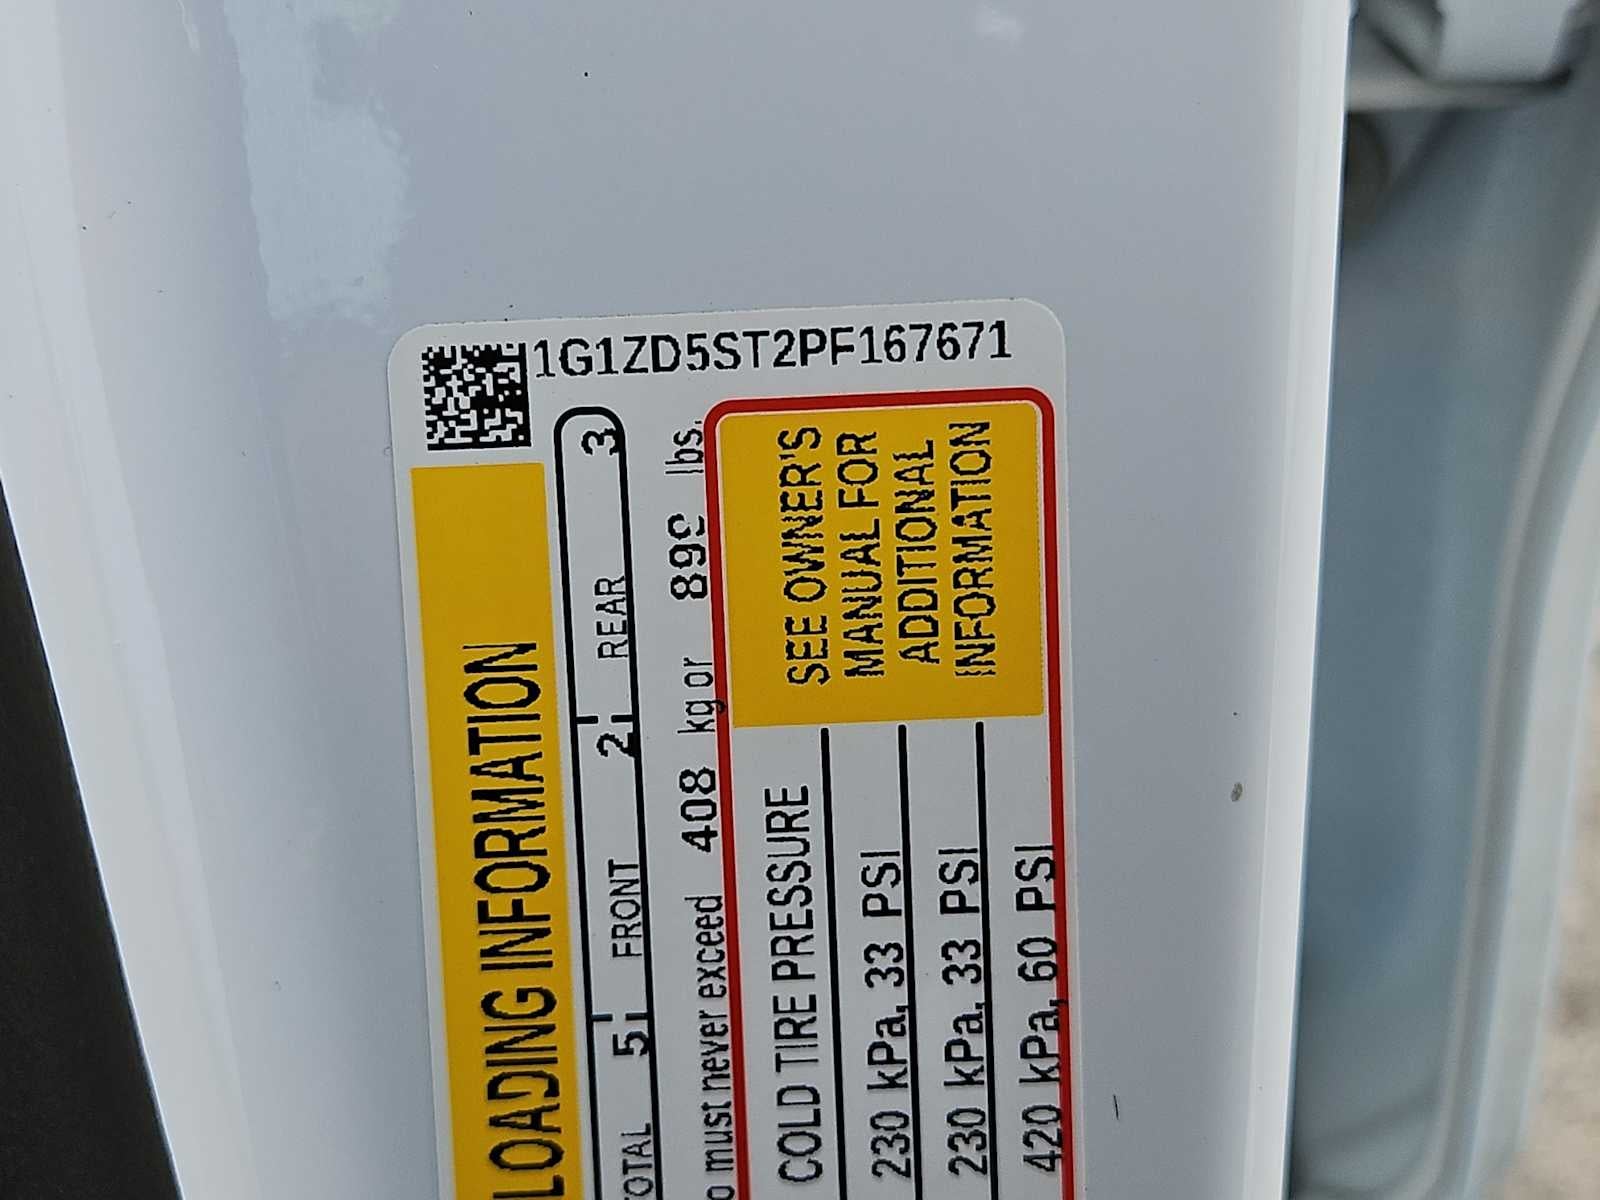 1G1ZD5ST2PF167671
LOADING INFORMATION
5 FRONT 2 REAR 3
must never exceed 408 kg or 899 lbs.
COLD TIRE PRESSURE
230 kPa, 33 PSI
230 kPa, 33 PSI
420 kPa, 60 PSI
SEE OWNER'S
MANUAL FOR
ADDITIONAL
INFORMATION